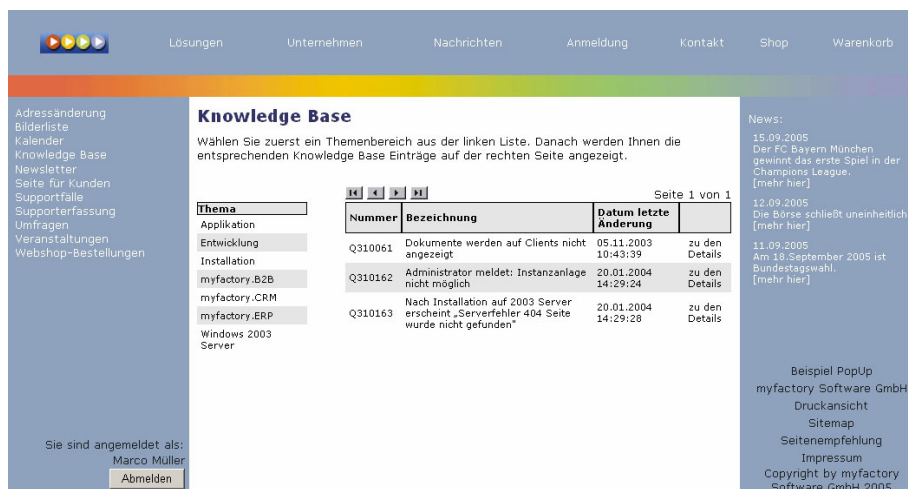 Lösungen Unternehmen Nachrichten Anmeldung Kontakt Shop Warenkorb
Adressänderung
Bilderliste
Kalender
Knowledge Base
Newsletter
Seite für Kunden
Supportfälle
Supporterfassung
Umfragen
Veranstaltungen
Webshop-Bestellungen
Sie sind angemeldet als:
Marco Müller
Abmelden
Knowledge Base
Wählen Sie zuerst ein Themenbereich aus der linken Liste. Danach werden Ihnen die
entsprechenden Knowledge Base Einträge auf der rechten Seite angezeigt.
Thema
Applikation
Entwicklung
Installation
myfactory.B2B
myfactory.CRM
myfactory.ERP
Windows 2003
Server
Seite 1 von 1
Nummer Bezeichnung Datum letzte
Änderung
Q310061 Dokumente werden auf Clients nicht 05.11.2003 zu den
angezeigt 10:43:39 Details
Q310162 Administrator meldet: Instanzanlage 20.01.2004 zu den
nicht möglich 14:29:24 Details
Q310163 Nach Installation auf 2003 Server 20.01.2004 zu den
erscheint „Serverfehler 404 Seite 14:29:28 Details
wurde nicht gefunden"
News:
15.09.2005
Der FC Bayern München
gewinnt das erste Spiel in der
Champions League.
[mehr hier]
12.09.2005
Die Börse schließt uneinheitlich
11.09.2005
Am 18.September 2005 ist
Bundestagswahl.
[mehr hier]
Beispiel PopUp
myfactory Software GmbH
Druckansicht
Sitemap
Seitenempfehlung
Impressum
Copyright by myfactory
Software GmbH 2005